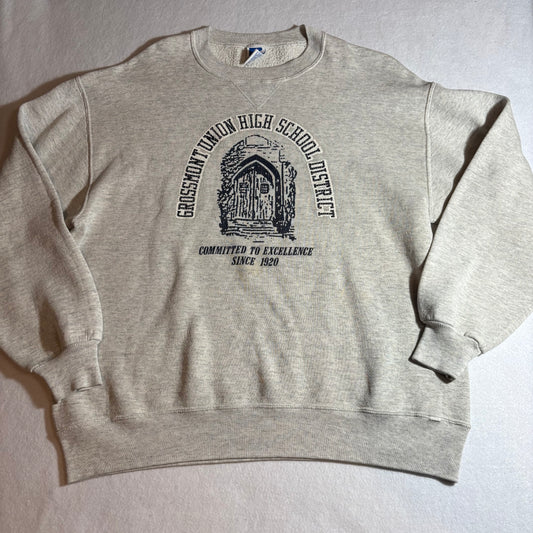 GROSSMONT UNION HIGH SCHOOL DISTRICT
COMMITTED TO EXCELLENCE
SINCE 1920